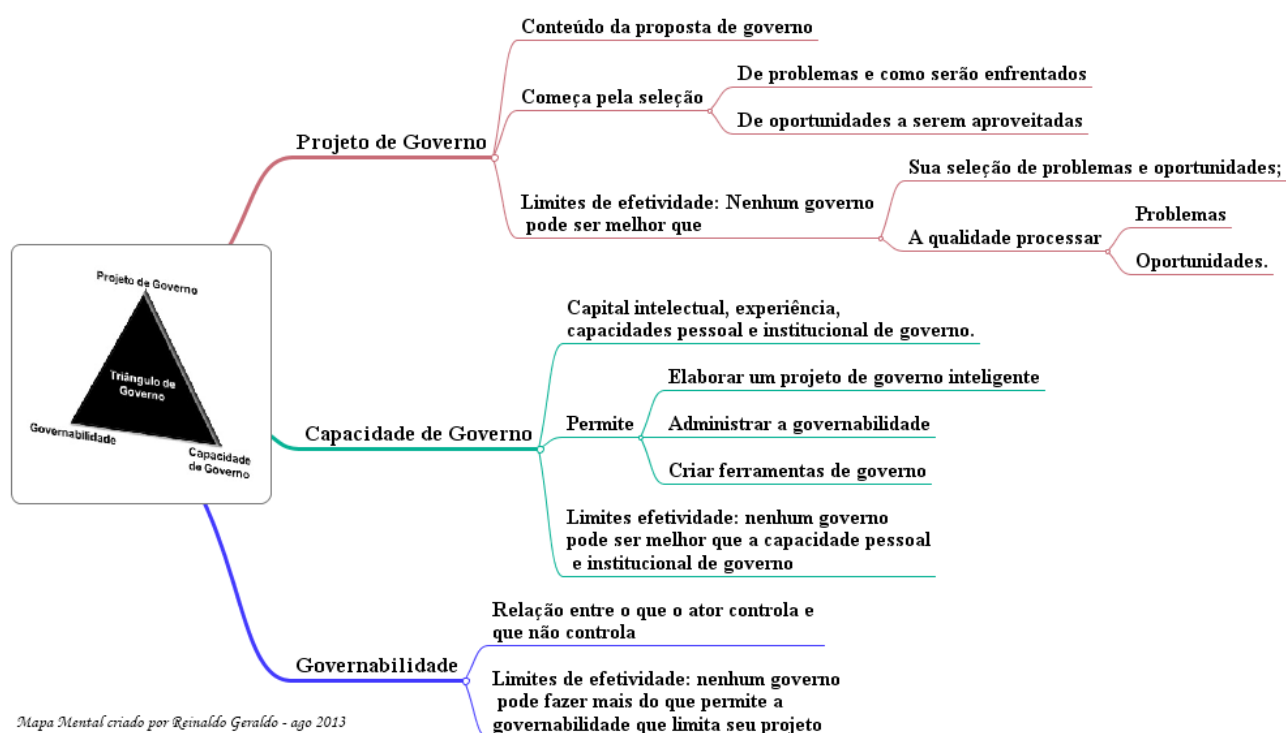 Conteúdo da proposta de governo
De problemas e como serão enfrentados
Começa pela seleção
De oportunidades a serem aproveitadas
Projeto de Governo
Sua seleção de problemas e oportunidades;
Limites de efetividade: Nenhum governo
pode ser melhor que
Problemas
A qualidade processar
Oportunidades.
Projeto de Governo
Triângulo de
Governo
Governabilidade
Capacidade
de Governo
Capital intelectual, experiência,
capacidades pessoal e institucional de governo.
Elaborar um projeto de governo inteligente
Permite
Administrar a governabilidade
Capacidade de Governo
Criar ferramentas de governo
Limites efetividade: nenhum governo
pode ser melhor que a capacidade pessoal
e institucional de governo
Relação entre o que o ator controla e
que não controla
Governabilidade
Limites de efetividade: nenhum governo
pode fazer mais do que permite a
governabilidade que limita seu projeto
Mapa Mental criado por Reinaldo Geraldo - ago 2013